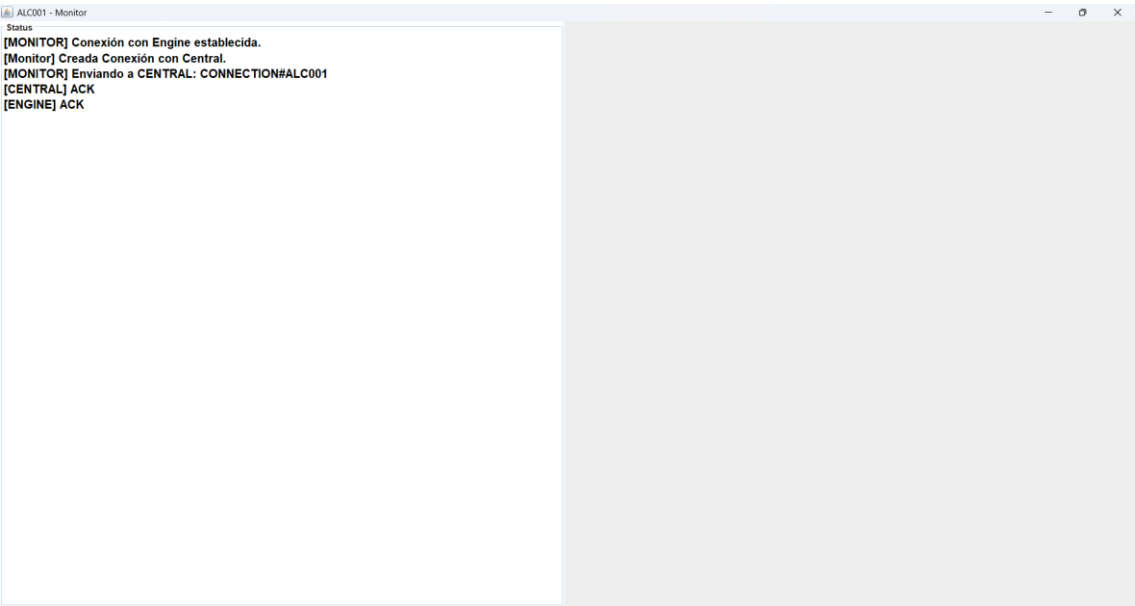 ALC001 - Monitor
Status
[MONITOR] Conexión con Engine establecida.
[Monitor] Creada Conexión con Central.
[MONITOR] Enviando a CENTRAL: CONNECTION#ALC001
[CENTRAL] ACK
[ENGINE] ACK